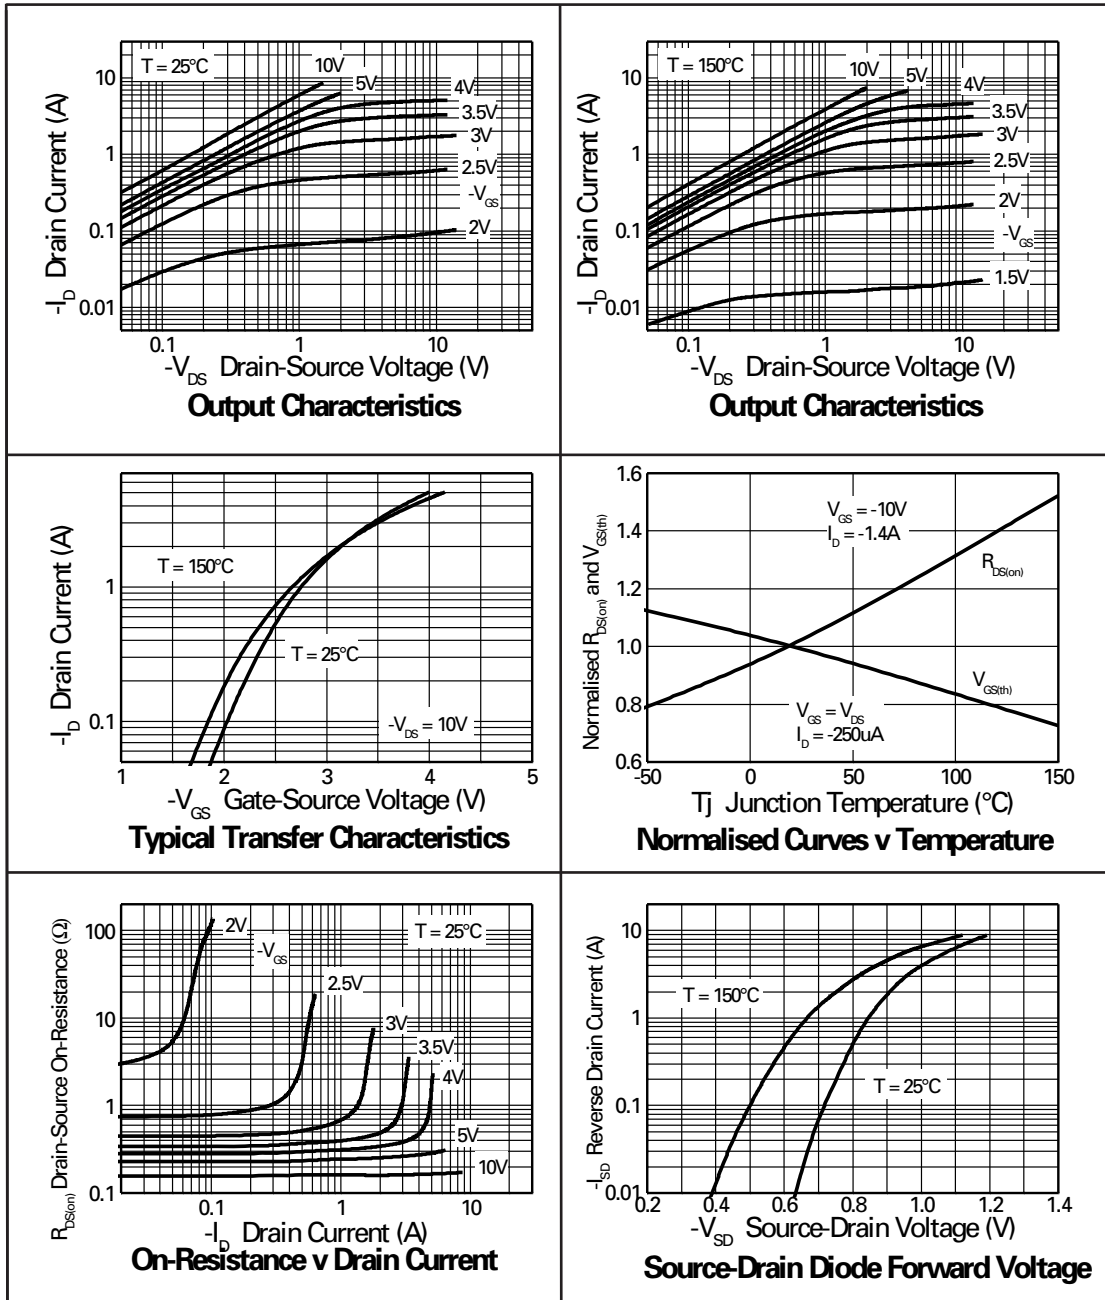 T = 25°C
10V
5V
4V
3.5V
3V
2.5V
-VGS
2V
10
1
0.1
0.01
-ID Drain Current (A)
0.1
1
10
-VDS Drain-Source Voltage (V)
Output Characteristics
T = 150°C
10V
5V
4V
3.5V
3V
2.5V
2V
-VGS
1.5V
10
1
0.1
0.01
-ID Drain Current (A)
0.1
1
10
-VDS Drain-Source Voltage (V)
Output Characteristics
T = 150°C
T = 25°C
-VDS = 10V
1
0.1
-ID Drain Current (A)
1
2
3
4
5
-VGS Gate-Source Voltage (V)
Typical Transfer Characteristics
1.6
1.4
1.2
1.0
0.8
0.6
Normalised RDS(on) and VGS(th)
VGS = -10V
ID = -1.4A
RDS(on)
VGS(th)
VGS = VDS
ID = -250uA
-50
0
50
100
150
Tj Junction Temperature (°C)
Normalised Curves v Temperature
100
10
1
0.1
RDS(on) Drain-Source On-Resistance (Ω)
2V
-VGS
T = 25°C
2.5V
3V
3.5V
4V
5V
10V
0.1
1
10
-ID Drain Current (A)
On-Resistance v Drain Current
10
1
0.1
0.01
-ISD Reverse Drain Current (A)
T = 150°C
T = 25°C
0.2
0.4
0.6
0.8
1.0
1.2
1.4
-VSD Source-Drain Voltage (V)
Source-Drain Diode Forward Voltage